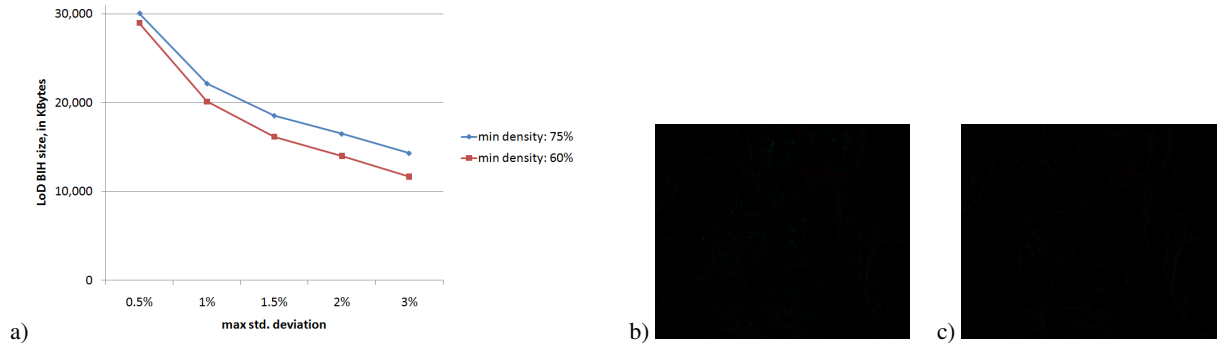 30,000
20,000
10,000
0
LoD BIH size, in KBytes
0.5% 1% 1.5% 2% 3%
max std. deviation
min density: 75%
min density: 60%
a)
b)
c)